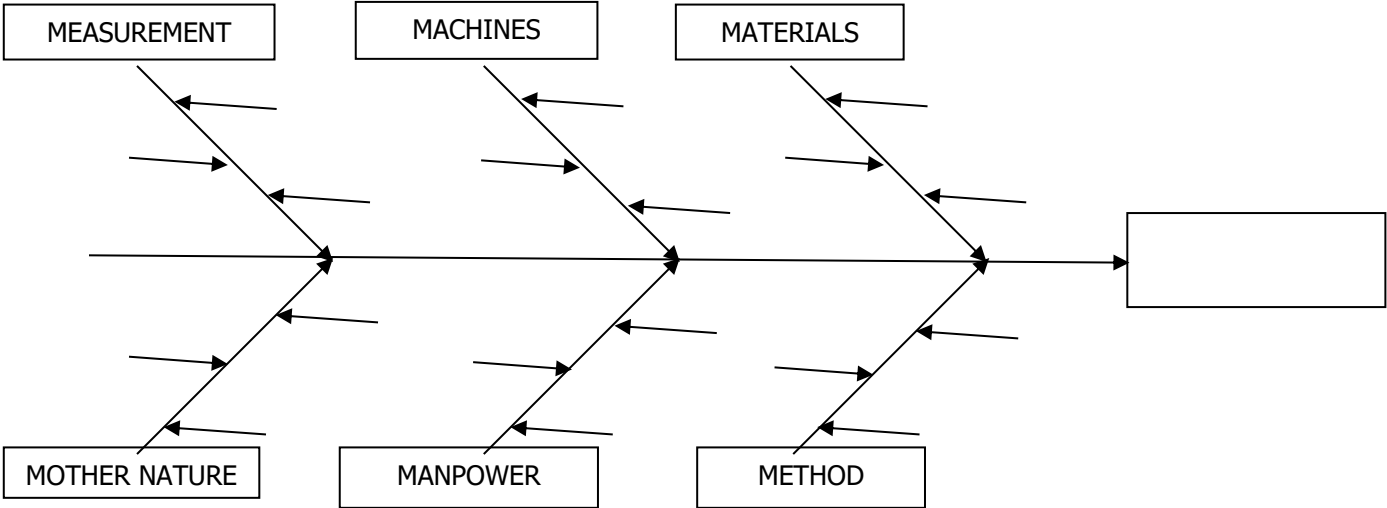 MEASUREMENT
MACHINES
MATERIALS
MOTHER NATURE
MANPOWER
METHOD